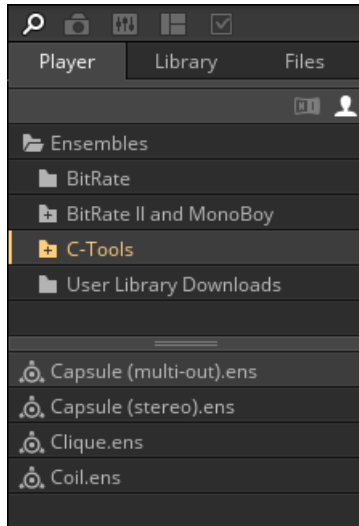 Player Library Files
NI
Ensembles
BitRate
BitRate II and MonoBoy
C-Tools
User Library Downloads
Capsule (multi-out).ens
Capsule (stereo).ens
Clique.ens
Coil.ens